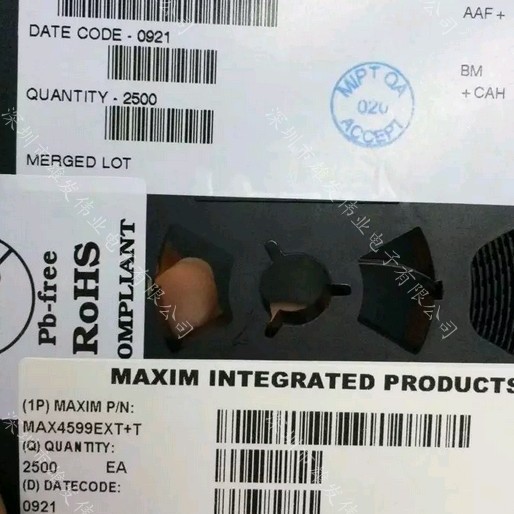 AAF +
DATE CODE - 0921
BM
+ CAH
QUANTITY - 2500
MIPT QA
020
ACCEPT
MERGED LOT
Pb-free
RoHS
COMPLIANT
MAXIM INTEGRATED PRODUCTS
(1P) MAXIM P/N:
MAX4599EXT+T
(Q) QUANTITY:
2500 EA
(D) DATECODE:
0921